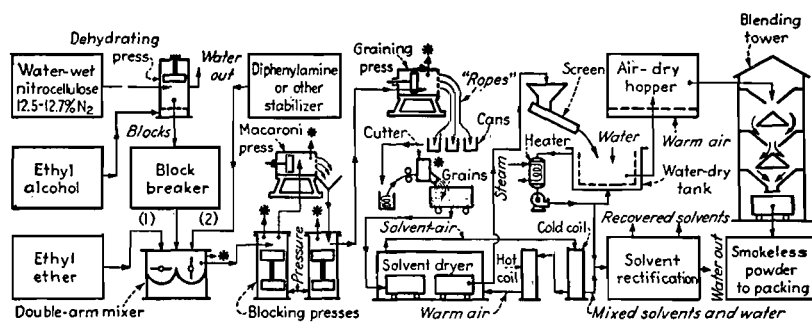 Dehydrating
press
Water
out
Water-wet
nitrocellulose
12.5-12.7% N2
Diphenylamine
or other
stabilizer
Blocks
Ethyl
alcohol
Block
breaker
Macaroni
press
(1)
(2)
Ethyl
ether
Double-arm mixer
Pressure
Blocking presses
Graining
press
"Ropes"
Cutter
Cans
Grains
Solvent-air
Solvent dryer
Warm air
Hot
coil
Cold coil
Mixed solvents and water
Steam
Heater
Screen
Water
Water-dry
tank
Air-dry
hopper
Warm air
Recovered solvents
Solvent
rectification
Water out
Blending
tower
Smokeless
powder
to packing